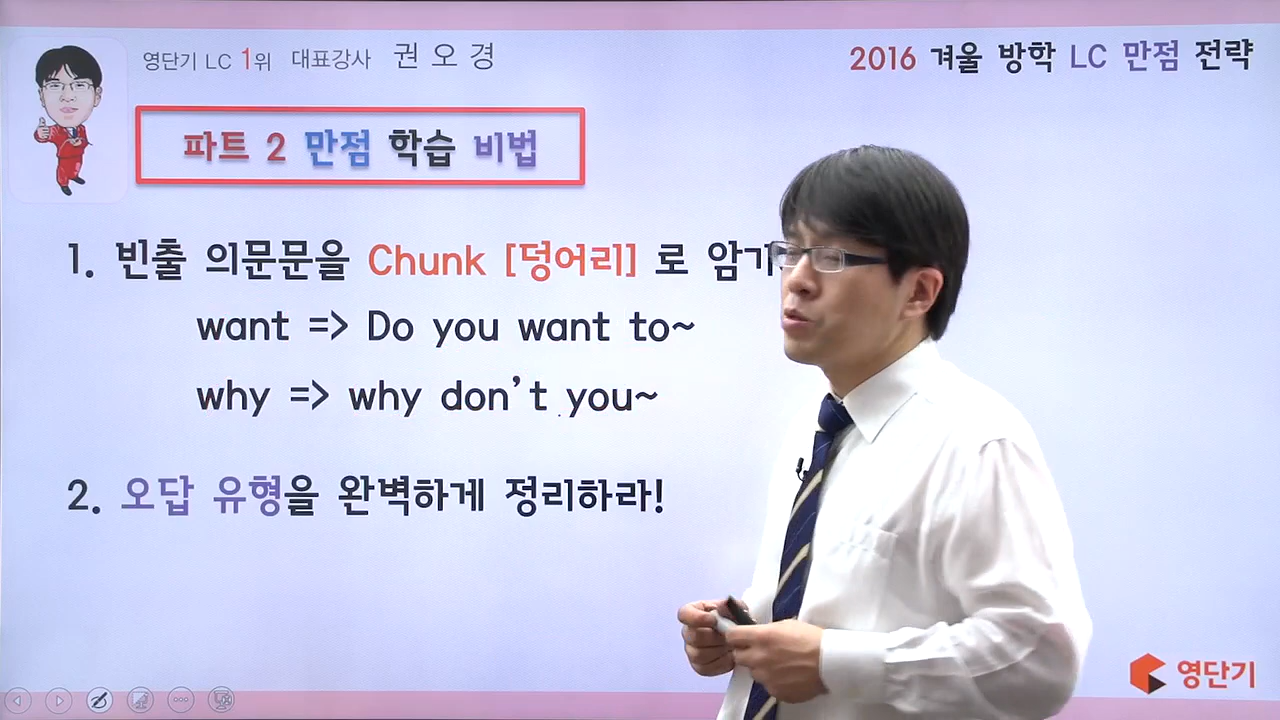 영단기 LC 1위 대표강사 권 오 경
2016 겨울 방학 LC 만점 전략
파트 2 만점 학습 비법
1. 빈출 의문문을 Chunk [덩어리] 로
want => Do you want to~
why => why don't you~
2. 오답 유형을 완벽하게 정리하라!
영단기